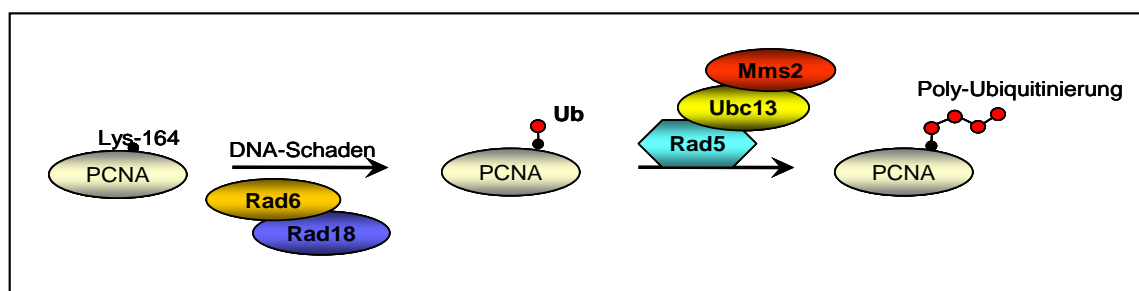 Lys-164
PCNA
DNA-Schaden
Rad6
Rad18
Ub
PCNA
Mms2
Ubc13
Rad5
Poly-Ubiquitinierung
PCNA